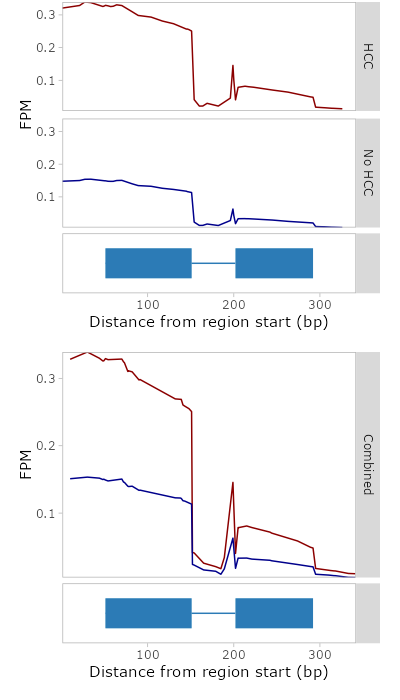 0.3
0.2
0.1
HCC
FPM
0.3
0.2
0.1
No HCC
100 200 300
Distance from region start (bp)
0.3
0.2
0.1
FPM
Combined
100 200 300
Distance from region start (bp)